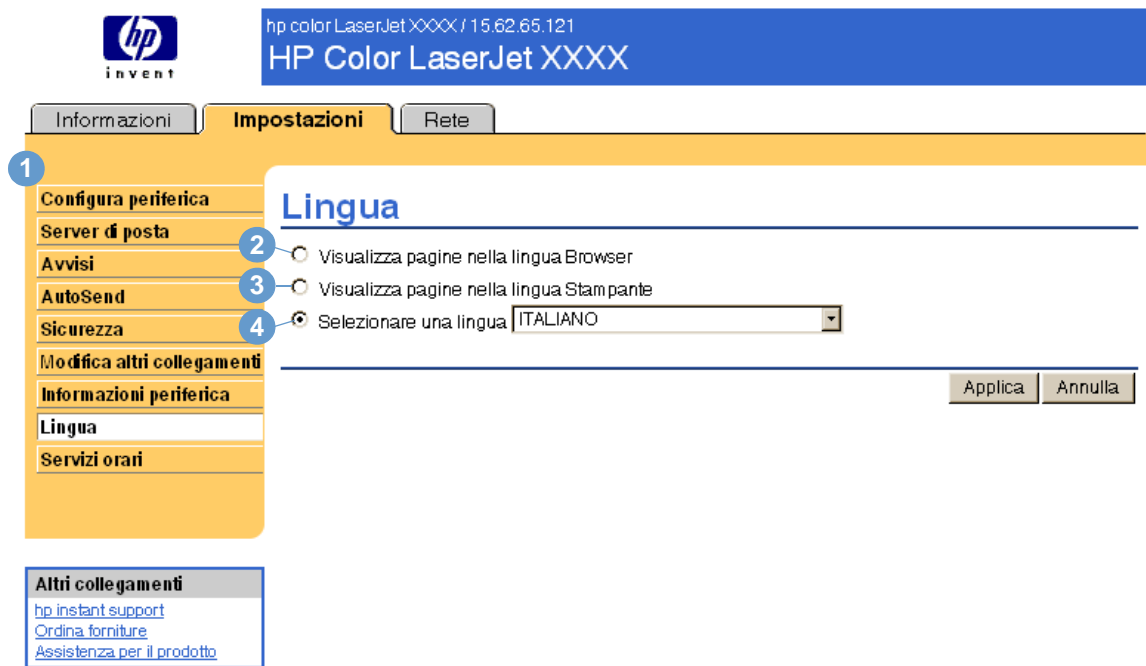 hp
invent
hp color LaserJet XXXX / 15.62.65.121
HP Color LaserJet XXXX
Informazioni
Impostazioni
Rete
1
Configura periferica
Server di posta
Avvisi
AutoSend
Sicurezza
Modifica altri collegamenti
Informazioni periferica
Lingua
Servizi orari
Lingua
2 Visualizza pagine nella lingua Browser
3 Visualizza pagine nella lingua Stampante
4 Selezionare una lingua ITALIANO
Applica Annulla
Altri collegamenti
hp instant support
Ordina forniture
Assistenza per il prodotto